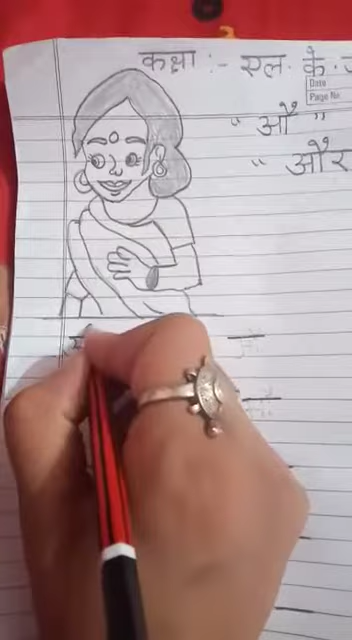 कक्षा :- एल. के.
Date
Page No.
" औ "
" और